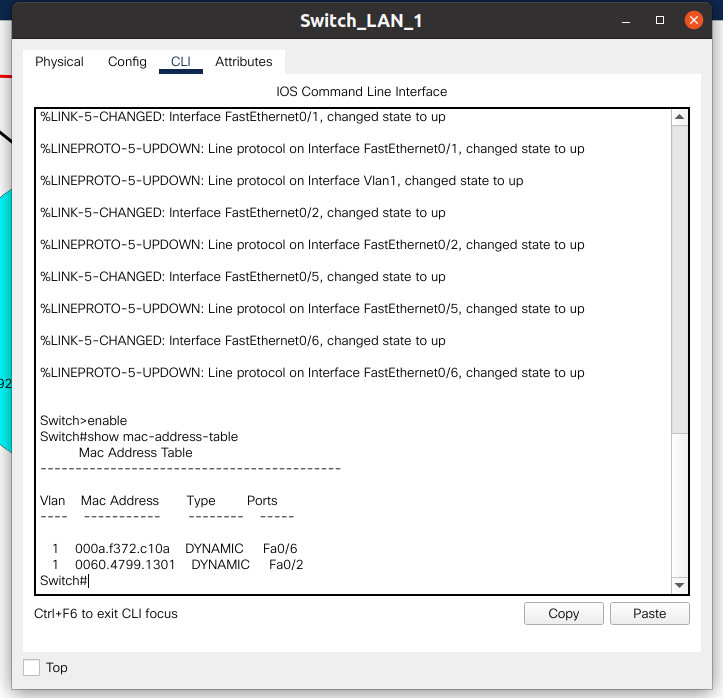 Switch_LAN_1
Physical Config CLI Attributes
IOS Command Line Interface
%LINK-5-CHANGED: Interface FastEthernet0/1, changed state to up
%LINEPROTO-5-UPDOWN: Line protocol on Interface FastEthernet0/1, changed state to up
%LINEPROTO-5-UPDOWN: Line protocol on Interface Vlan1, changed state to up
%LINK-5-CHANGED: Interface FastEthernet0/2, changed state to up
%LINEPROTO-5-UPDOWN: Line protocol on Interface FastEthernet0/2, changed state to up
%LINK-5-CHANGED: Interface FastEthernet0/5, changed state to up
%LINEPROTO-5-UPDOWN: Line protocol on Interface FastEthernet0/5, changed state to up
%LINK-5-CHANGED: Interface FastEthernet0/6, changed state to up
%LINEPROTO-5-UPDOWN: Line protocol on Interface FastEthernet0/6, changed state to up
Switch>enable
Switch#show mac-address-table
Mac Address Table
-------------------------------------------
Vlan Mac Address Type Ports
---- ----------- -------- -----
1 000a.f372.c10a DYNAMIC Fa0/6
1 0060.4799.1301 DYNAMIC Fa0/2
Switch#
Ctrl+F6 to exit CLI focus
Copy Paste
Top
92